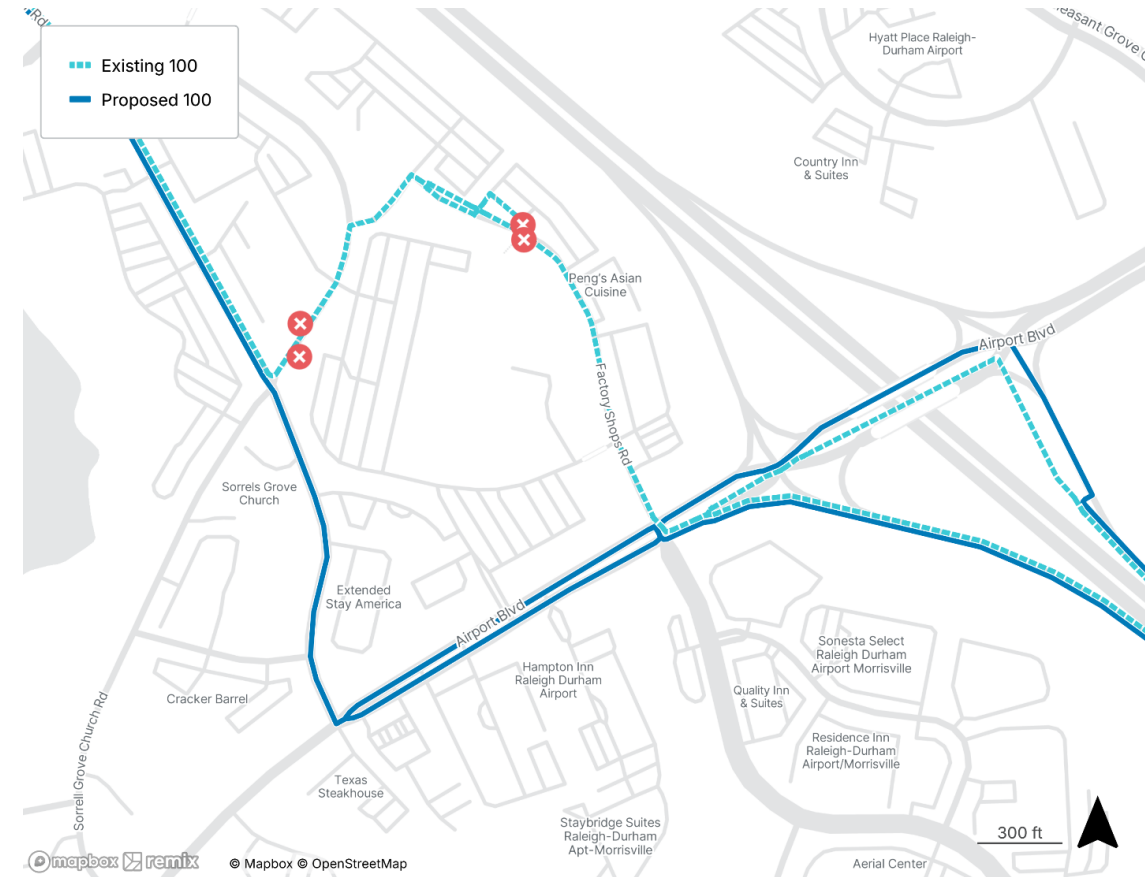 Rd
Existing 100
Proposed 100
Hyatt Place Raleigh-
Durham Airport
Country Inn
& Suites
Peng's Asian
Cuisine
Airport Blvd
Factory Shops Rd
Sorrels Grove
Church
Extended
Stay America
Airport Blvd
Hampton Inn
Raleigh Durham
Airport
Sonesta Select
Raleigh Durham
Airport Morrisville
Cracker Barrel
Quality Inn
& Suites
Residence Inn
Raleigh-Durham
Airport/Morrisville
Sorrell Grove Church Rd
Texas
Steakhouse
Staybridge Suites
Raleigh-Durham
Apt-Morrisville
300 ft
Aerial Center
mapbox remix
© Mapbox © OpenStreetMap